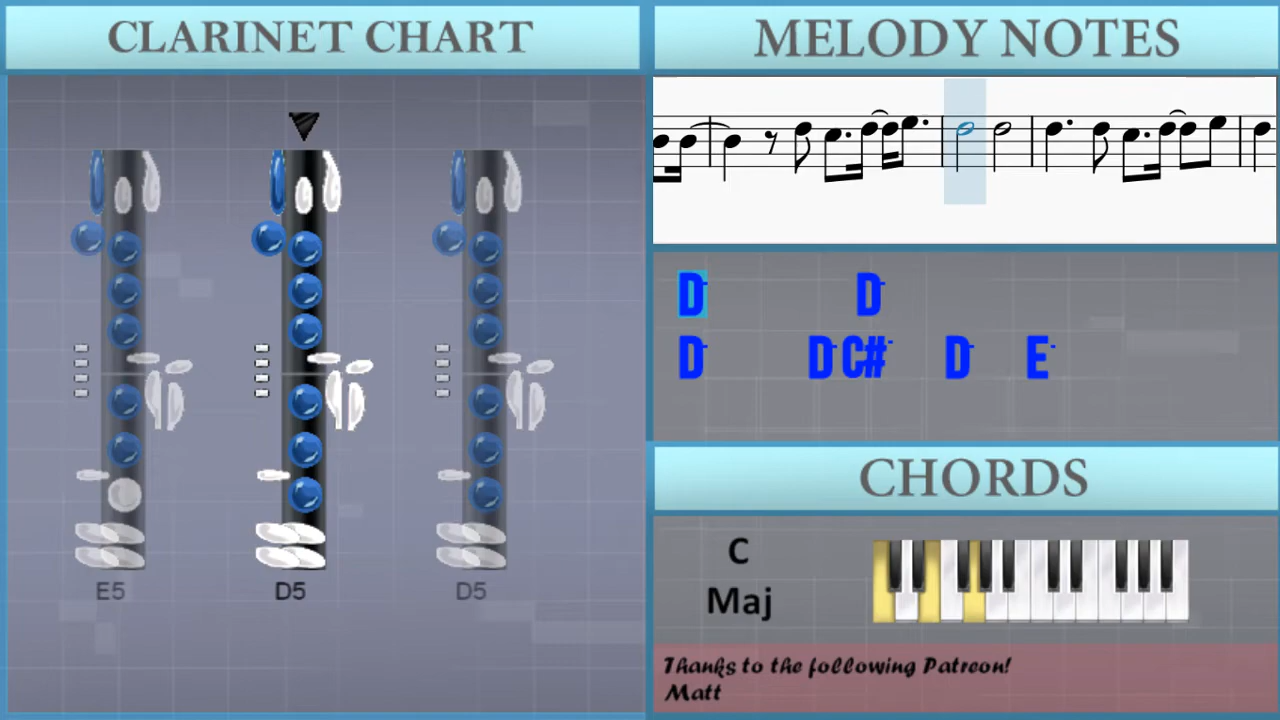 CLARINET CHART
E5 D5 D5
MELODY NOTES
D- D-
D- D-C#- D- E-
CHORDS
C
Maj
Thanks to the following Patreon!
Matt